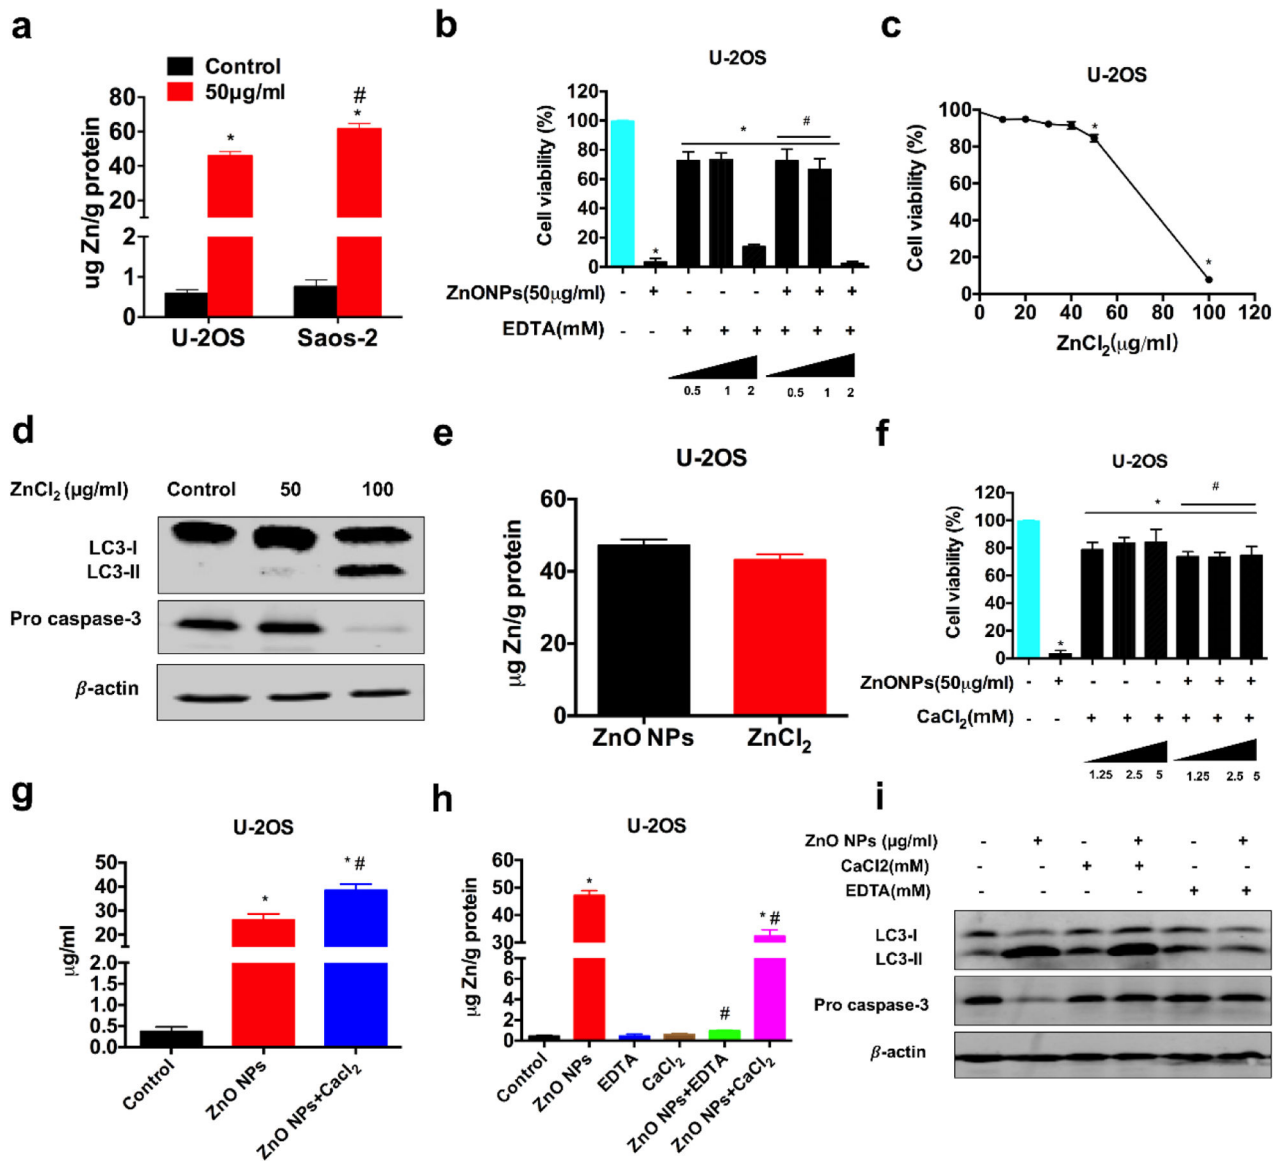 a
Control
50μg/ml
ug Zn/g protein
80
60
40
20
2
1
0
#
*
*
U-2OS
Saos-2
b
U-2OS
Cell viability (%)
120
100
80
60
40
20
0
*
*
#
ZnONPs(50μg/ml)
- + - - - + + +
EDTA(mM)
- - + + + + + +
0.5 1 2 0.5 1 2
c
U-2OS
Cell viability (%)
100
80
60
40
20
0
*
*
0 20 40 60 80 100 120
ZnCl2(μg/ml)
d
ZnCl2 (μg/ml) Control 50 100
LC3-I
LC3-II
Pro caspase-3
β-actin
e
U-2OS
μg Zn/g protein
60
40
20
0
ZnO NPs
ZnCl2
f
U-2OS
Cell viability (%)
120
100
80
60
40
20
0
*
*
#
ZnONPs(50μg/ml)
- + - - - + + +
CaCl2(mM)
- - + + + + + +
1.25 2.5 5 1.25 2.5 5
g
U-2OS
μg/ml
50
40
30
20
2.0
1.5
1.0
0.5
0.0
*
* #
Control
ZnO NPs
ZnO NPs+CaCl2
h
U-2OS
μg Zn/g protein
60
50
40
30
8
6
4
2
0
*
#
* #
Control
ZnO NPs
EDTA
CaCl2
ZnO NPs+EDTA
ZnO NPs+CaCl2
i
ZnO NPs (μg/ml) - + - + - +
CaCl2(mM) - - + + - -
EDTA(mM) - - - - + +
LC3-I
LC3-II
Pro caspase-3
β-actin